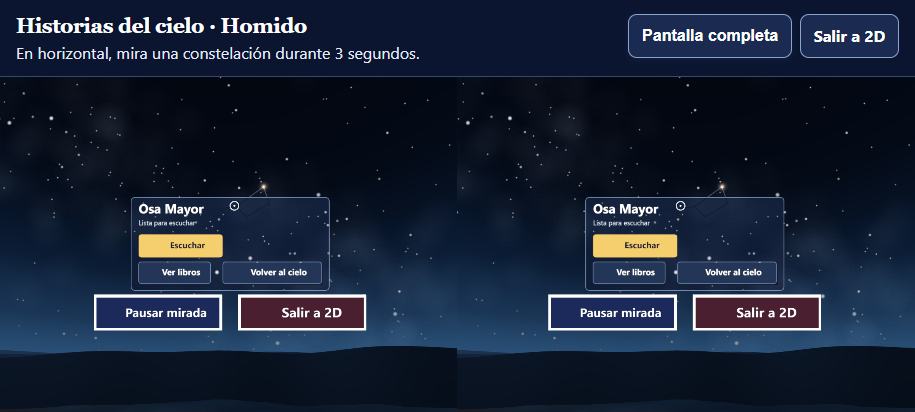 Historias del cielo · Homido
En horizontal, mira una constelación durante 3 segundos.
Pantalla completa
Salir a 2D
Osa Mayor
Lista para escuchar
Escuchar
Ver libros
Volver al cielo
Pausar mirada
Salir a 2D
Osa Mayor
Lista para escuchar
Escuchar
Ver libros
Volver al cielo
Pausar mirada
Salir a 2D